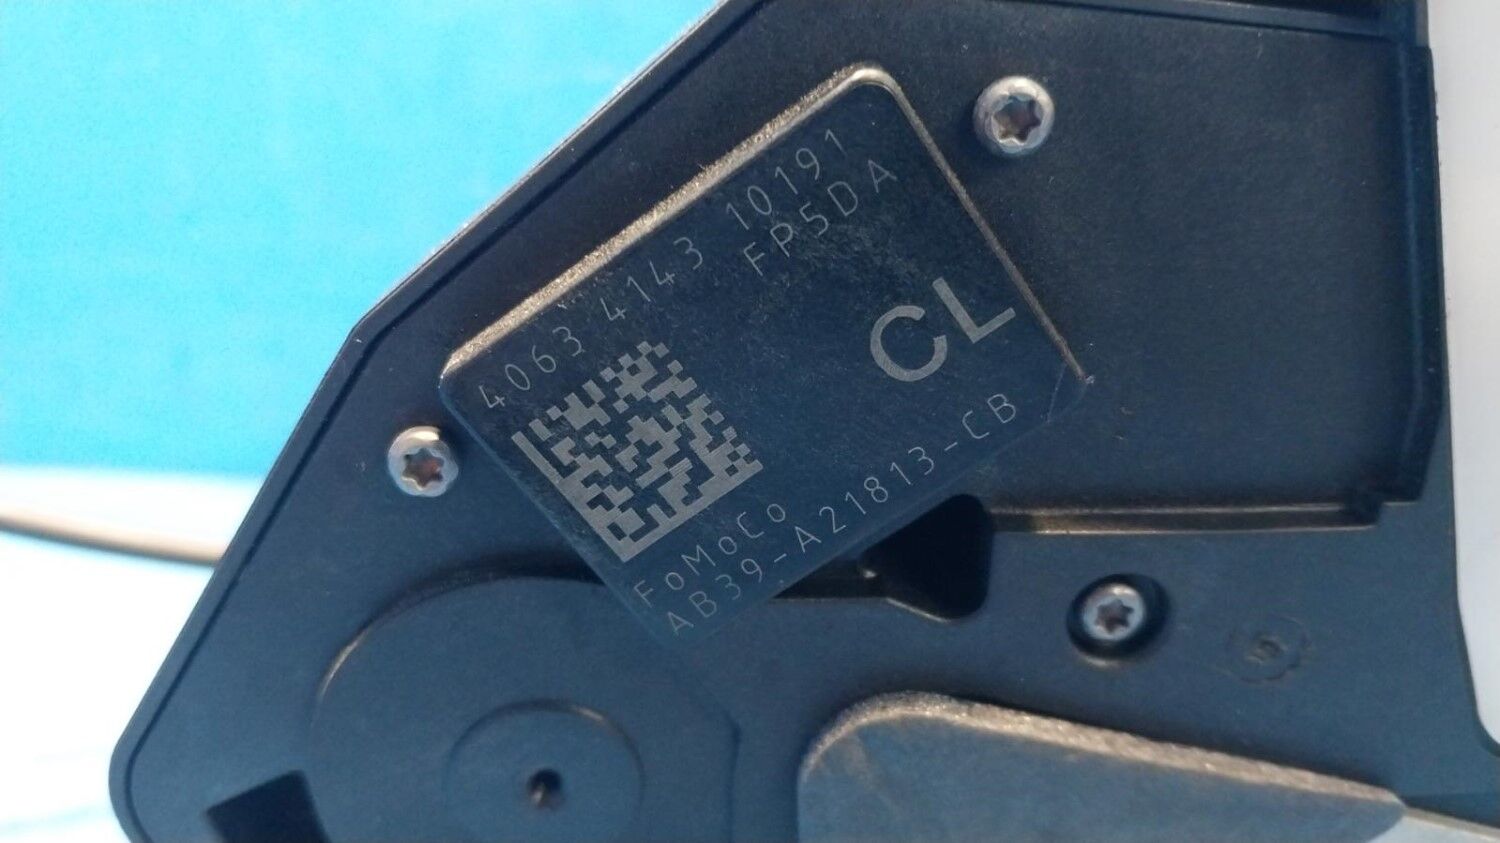 4063 4143 10191
FP5DA
CL
FoMoCo
AB39-A21813-CB